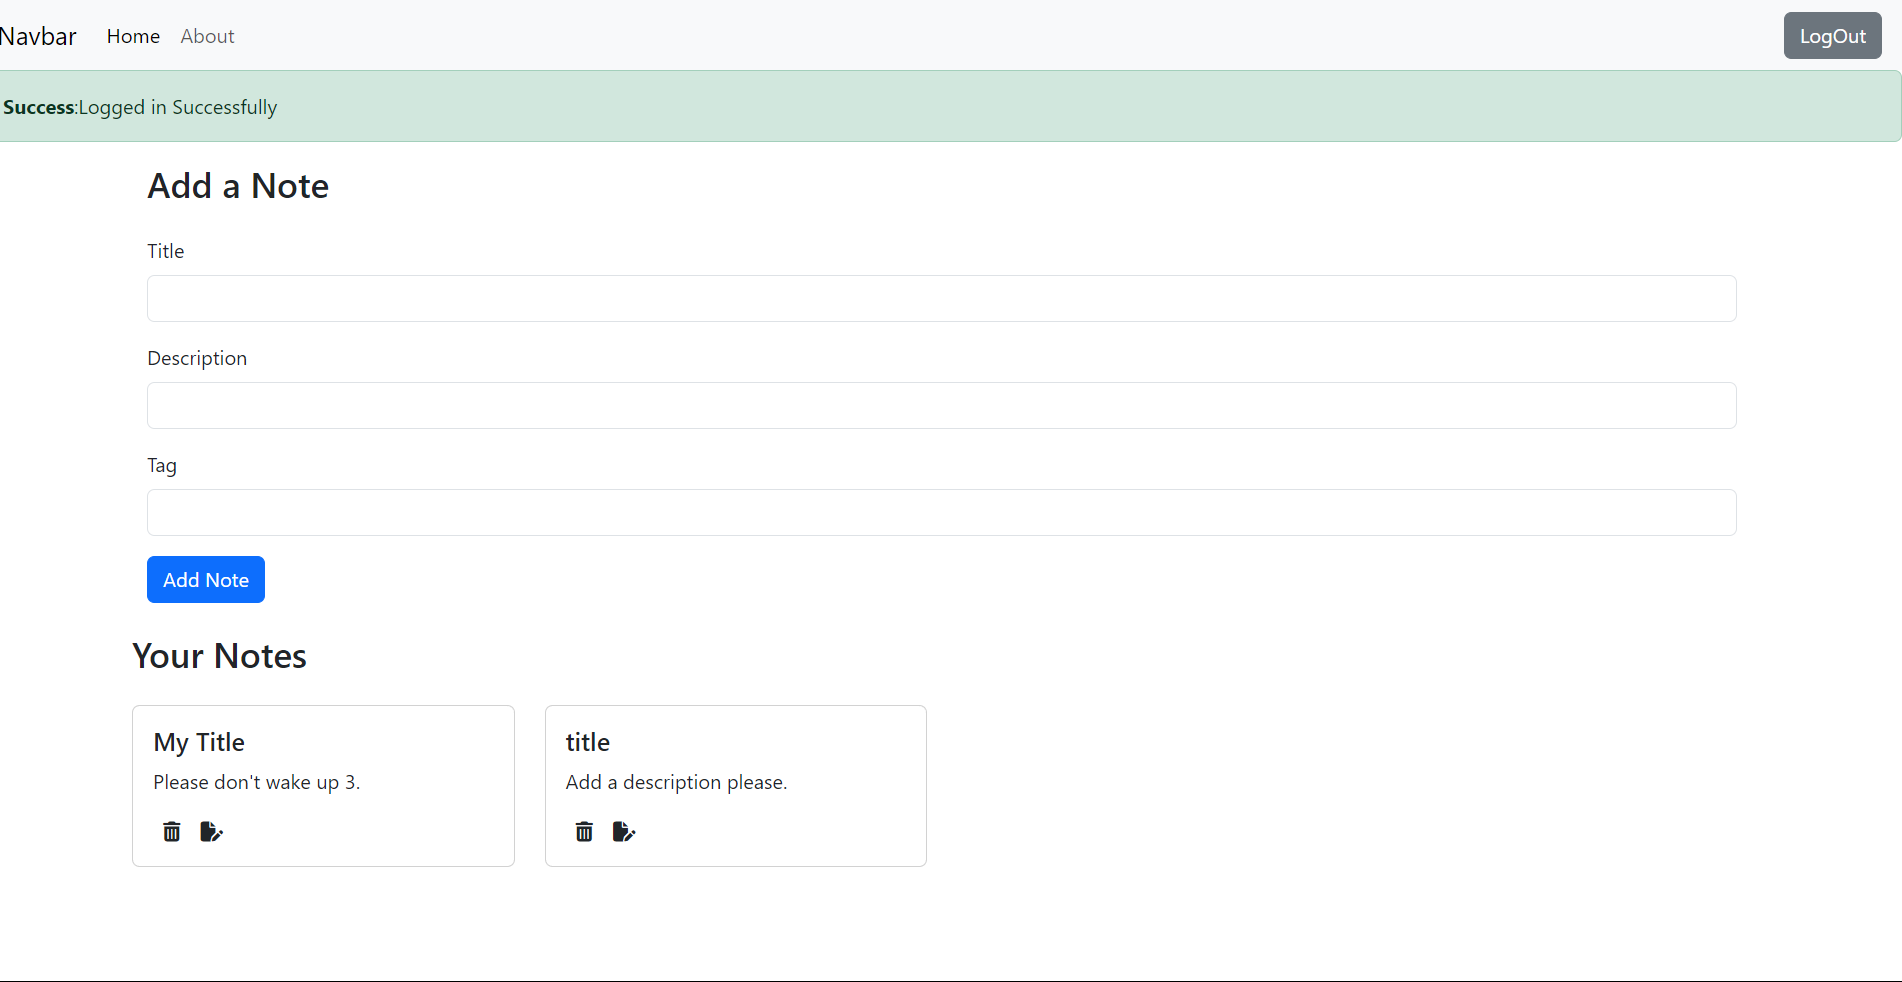 Navbar Home About LogOut
Success:Logged in Successfully
Add a Note
Title
Description
Tag
Add Note
Your Notes
My Title
Please don't wake up 3.
title
Add a description please.